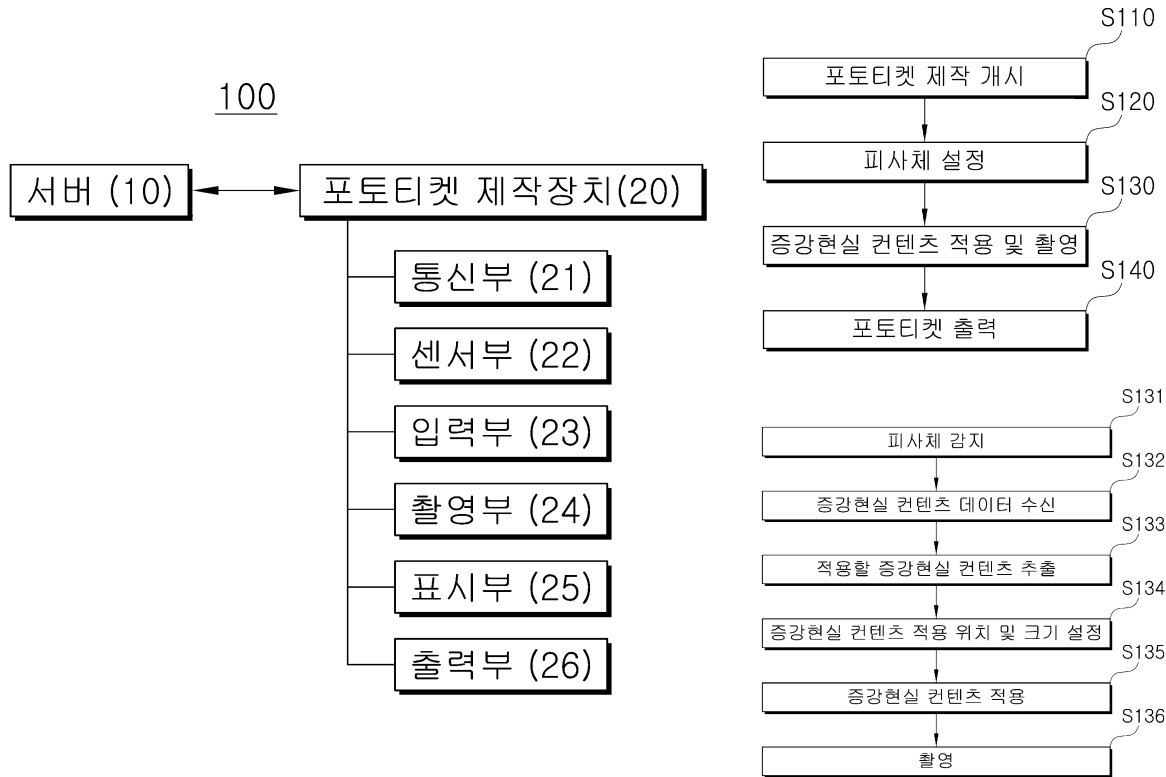 100
서버 (10)
포토티켓 제작장치(20)
통신부 (21)
센서부 (22)
입력부 (23)
촬영부 (24)
표시부 (25)
출력부 (26)
S110
포토티켓 제작 개시
S120
피사체 설정
S130
증강현실 컨텐츠 적용 및 촬영
S140
포토티켓 출력
S131
피사체 감지
S132
증강현실 컨텐츠 데이터 수신
S133
적용할 증강현실 컨텐츠 추출
S134
증강현실 컨텐츠 적용 위치 및 크기 설정
S135
증강현실 컨텐츠 적용
S136
촬영